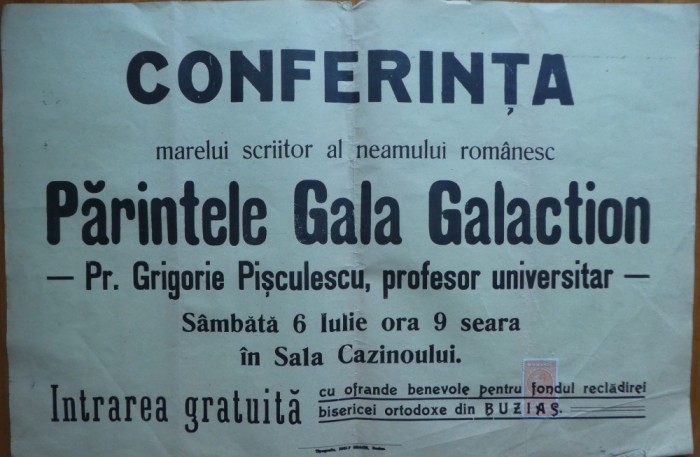 CONFERINȚA
marelui scriitor al neamului românesc
Părintele Gala Galaction
— Pr. Grigorie Pișculescu, profesor universitar —
Sâmbătă 6 Iulie ora 9 seara
în Sala Cazinoului.
Intrarea gratuită
cu ofrande benevole pentru fondul reclădirei
bisericei ortodoxe din BUZIAȘ.
Tipografia